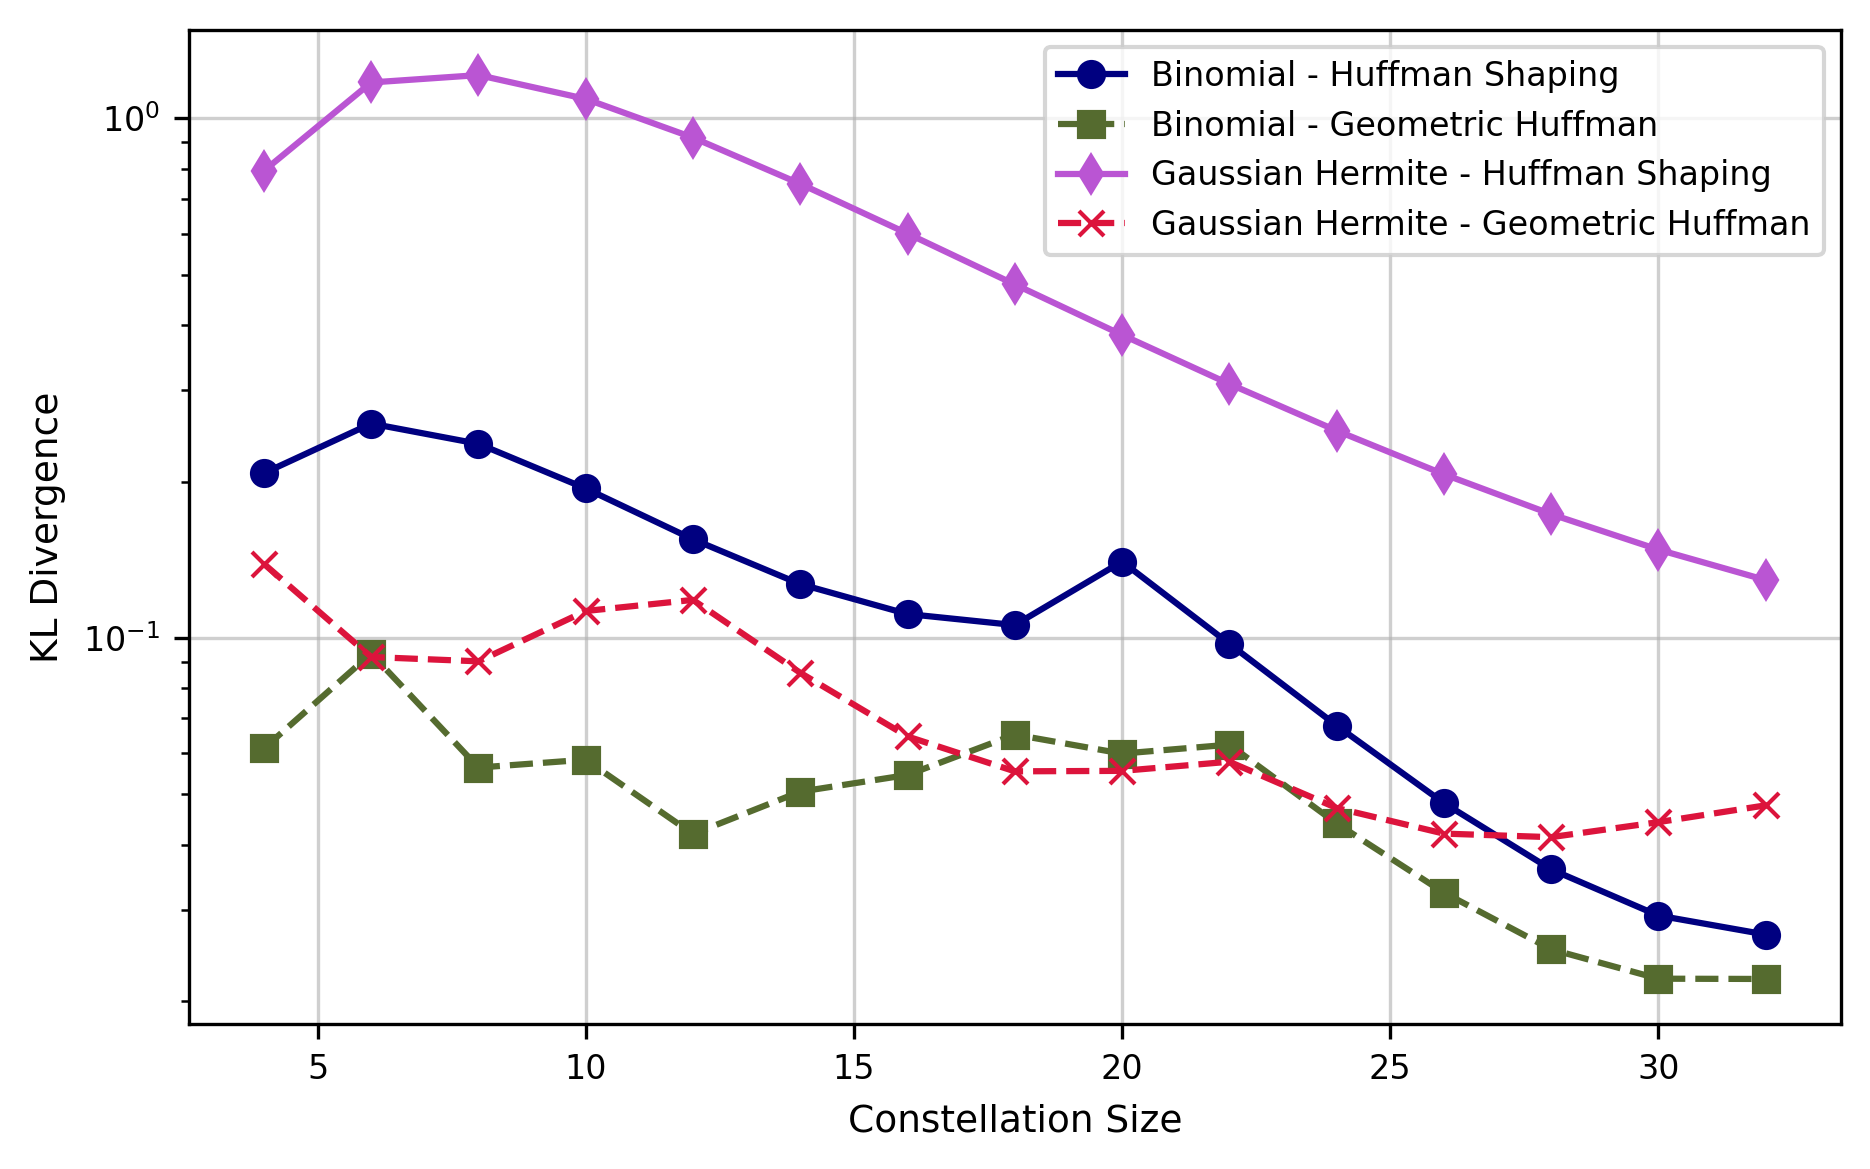 Binomial - Huffman Shaping
Binomial - Geometric Huffman
Gaussian Hermite - Huffman Shaping
Gaussian Hermite - Geometric Huffman
10⁰
10⁻¹
KL Divergence
5 10 15 20 25 30
Constellation Size